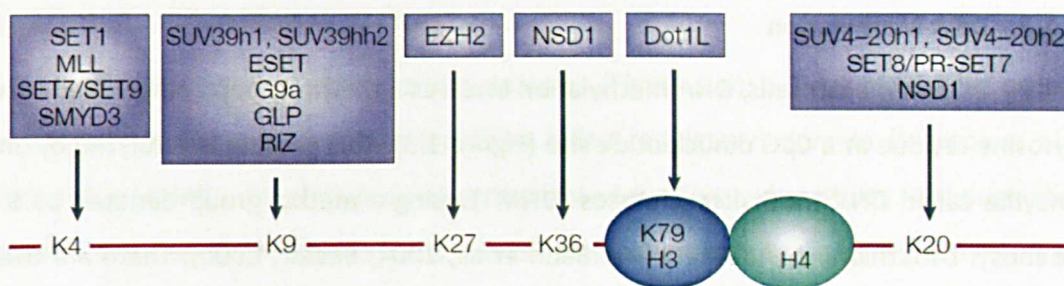 SET1
MLL
SET7/SET9
SMYD3
SUV39h1, SUV39hh2
ESET
G9a
GLP
RIZ
EZH2
NSD1
Dot1L
SUV4–20h1, SUV4–20h2
SET8/PR-SET7
NSD1
K4
K9
K27
K36
K79
H3
H4
K20